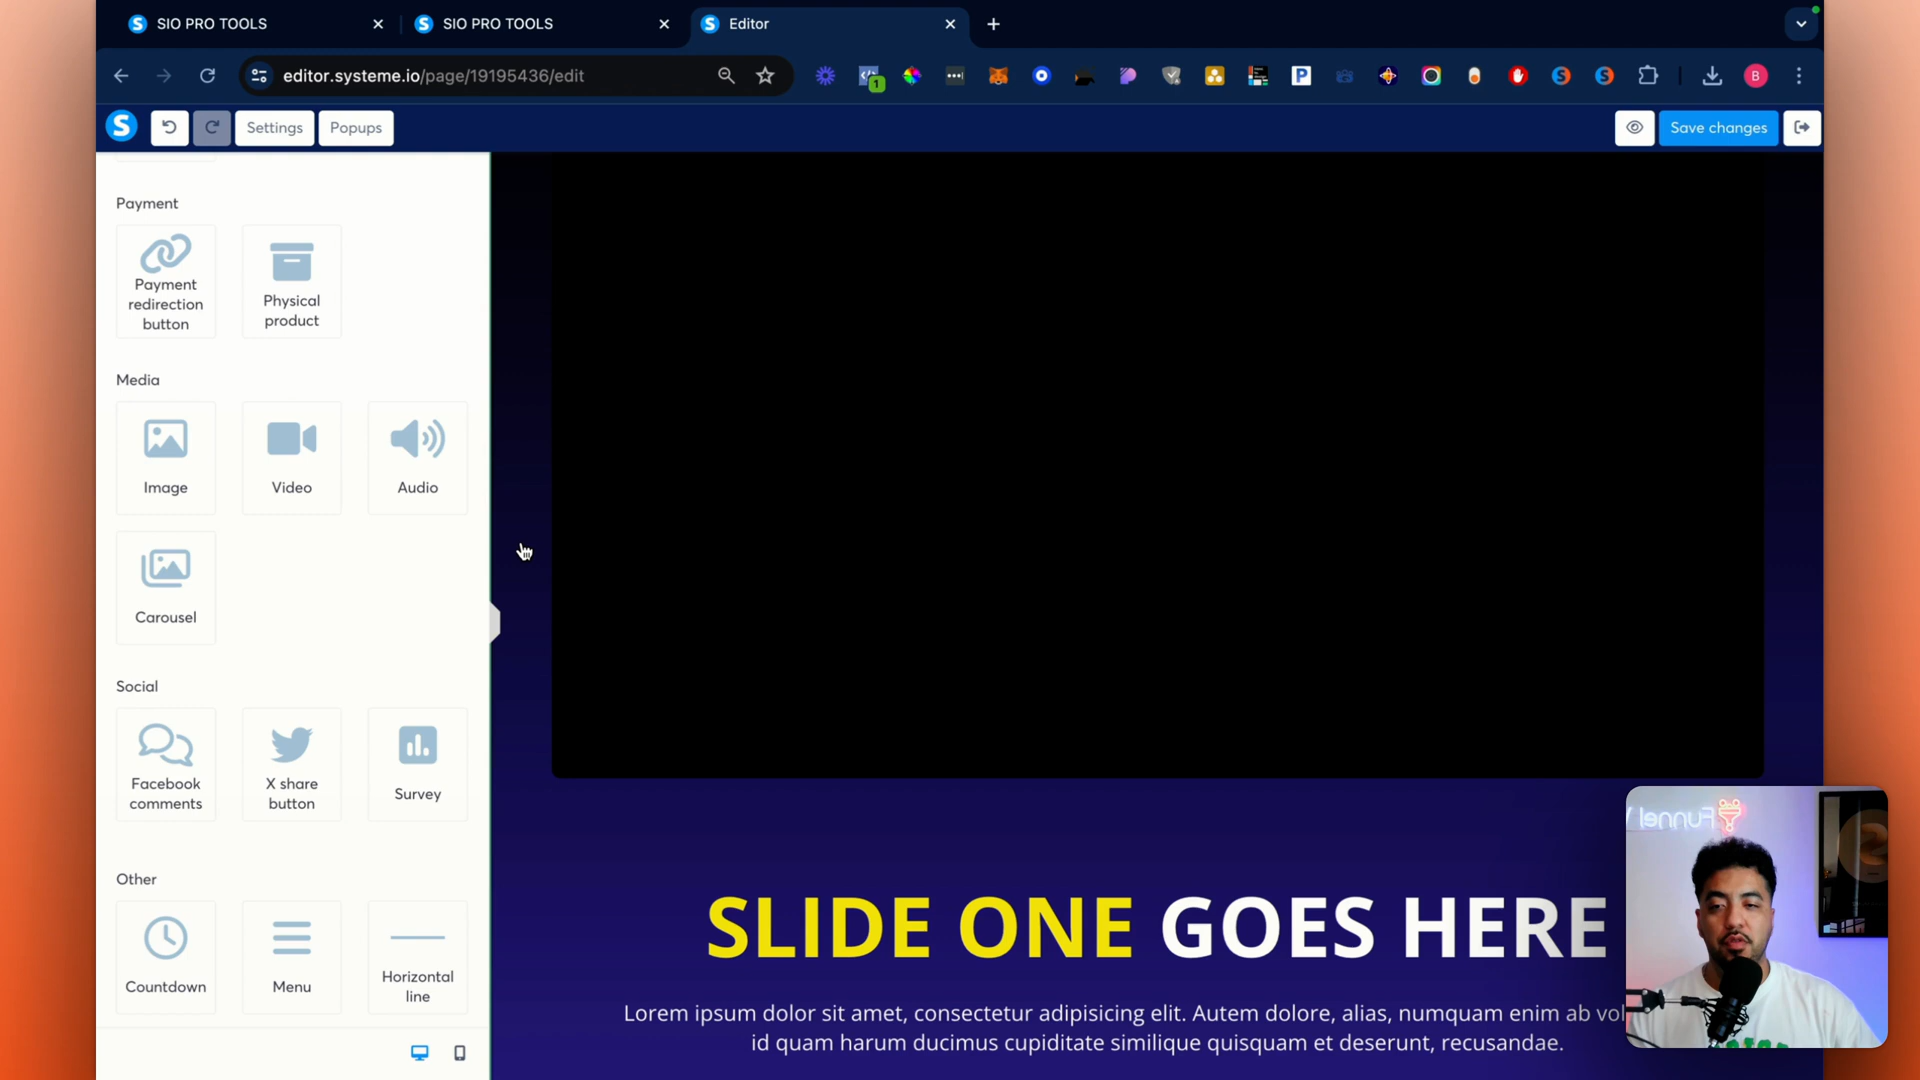 SIO PRO TOOLS
SIO PRO TOOLS
Editor
editor.systeme.io/page/19195436/edit
1
B
Settings
Popups
Save changes
Payment
Payment
redirection
button
Physical
product
Media
Image
Video
Audio
Carousel
Social
Facebook
comments
X share
button
Survey
Other
Countdown
Menu
Horizontal
line
SLIDE ONE GOES HERE
Lorem ipsum dolor sit amet, consectetur adipisicing elit. Autem dolore, alias, numquam enim ab vol
id quam harum ducimus cupiditate similique quisquam et deserunt, recusandae.
Funnel